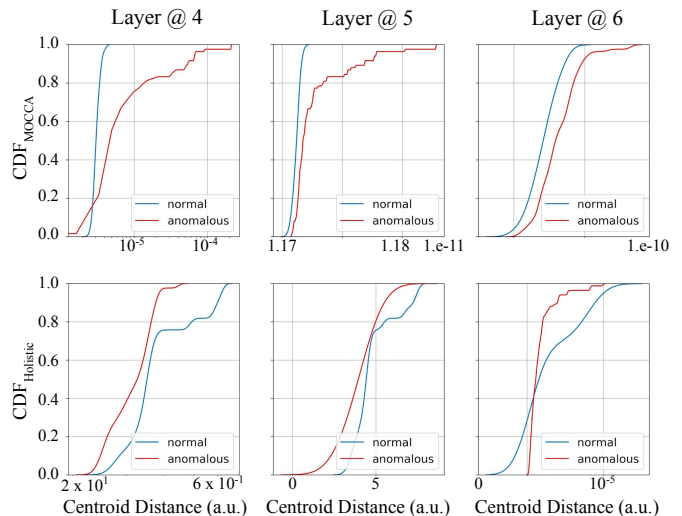 Layer @ 4 Layer @ 5 Layer @ 6
CDF_MOCCA
1.0
0.8
0.6
0.4
0.2
0.0
normal
anomalous
normal
anomalous
normal
anomalous
10⁻⁵ 10⁻⁴ 1.17 1.18 1.e-11 1.e-10
CDF_Holistic
1.0
0.8
0.6
0.4
0.2
0.0
normal
anomalous
normal
anomalous
normal
anomalous
2 x 10¹ 6 x 10⁻¹ 0 5 0 10⁻⁵
Centroid Distance (a.u.) Centroid Distance (a.u.) Centroid Distance (a.u.)